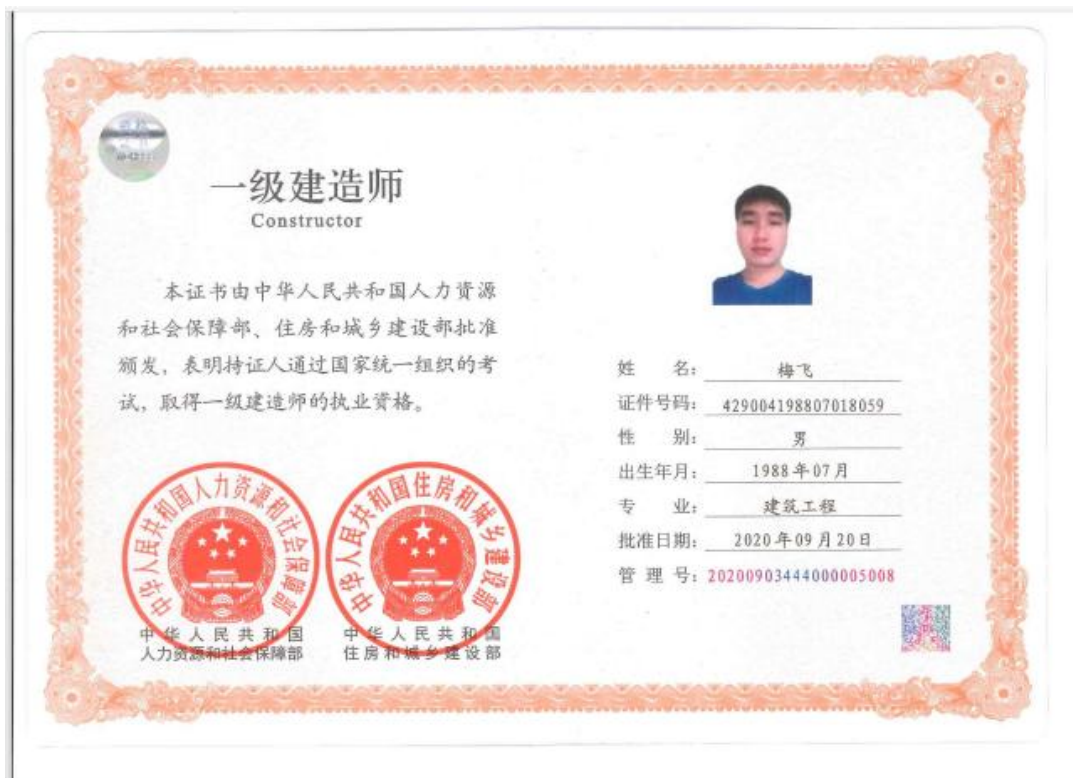 一级建造师
Constructor
本证书由中华人民共和国人力资源
和社会保障部、住房和城乡建设部批准
颁发，表明持证人通过国家统一组织的考
试，取得一级建造师的执业资格。
中华人民共和国人力资源和社会保障部
中华人民共和国住房和城乡建设部
中华人民共和国
人力资源和社会保障部
中华人民共和国
住房和城乡建设部
姓 名：梅飞
证件号码：429004198807018059
性 别：男
出生年月：1988年07月
专 业：建筑工程
批准日期：2020年09月20日
管 理 号：20200903444000005008